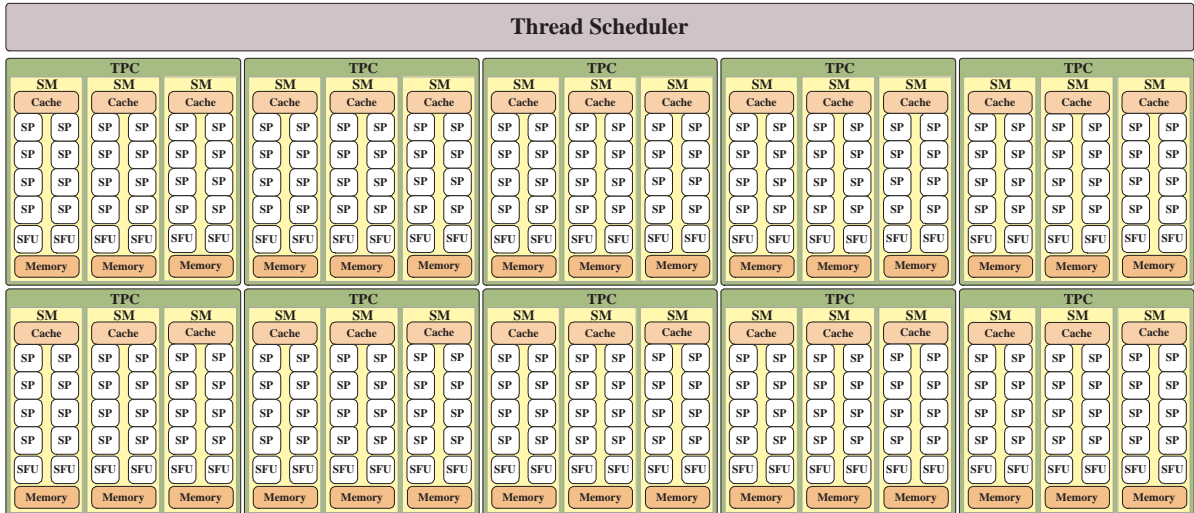 Thread Scheduler
TPC TPC TPC TPC TPC
SM SM SM SM SM SM SM SM SM SM SM SM SM SM SM
Cache Cache Cache Cache Cache Cache Cache Cache Cache Cache Cache Cache Cache Cache Cache
SP SP SP SP SP SP SP SP SP SP SP SP SP SP SP SP SP SP SP SP SP SP SP SP SP SP SP SP SP SP
SP SP SP SP SP SP SP SP SP SP SP SP SP SP SP SP SP SP SP SP SP SP SP SP SP SP SP SP SP SP
SP SP SP SP SP SP SP SP SP SP SP SP SP SP SP SP SP SP SP SP SP SP SP SP SP SP SP SP SP SP
SP SP SP SP SP SP SP SP SP SP SP SP SP SP SP SP SP SP SP SP SP SP SP SP SP SP SP SP SP SP
SFU SFU SFU SFU SFU SFU SFU SFU SFU SFU SFU SFU SFU SFU SFU SFU SFU SFU SFU SFU SFU SFU SFU SFU SFU SFU SFU SFU SFU SFU
Memory Memory Memory Memory Memory Memory Memory Memory Memory Memory Memory Memory Memory Memory Memory
TPC TPC TPC TPC TPC
SM SM SM SM SM SM SM SM SM SM SM SM SM SM SM
Cache Cache Cache Cache Cache Cache Cache Cache Cache Cache Cache Cache Cache Cache Cache
SP SP SP SP SP SP SP SP SP SP SP SP SP SP SP SP SP SP SP SP SP SP SP SP SP SP SP SP SP SP
SP SP SP SP SP SP SP SP SP SP SP SP SP SP SP SP SP SP SP SP SP SP SP SP SP SP SP SP SP SP
SP SP SP SP SP SP SP SP SP SP SP SP SP SP SP SP SP SP SP SP SP SP SP SP SP SP SP SP SP SP
SP SP SP SP SP SP SP SP SP SP SP SP SP SP SP SP SP SP SP SP SP SP SP SP SP SP SP SP SP SP
SFU SFU SFU SFU SFU SFU SFU SFU SFU SFU SFU SFU SFU SFU SFU SFU SFU SFU SFU SFU SFU SFU SFU SFU SFU SFU SFU SFU SFU SFU
Memory Memory Memory Memory Memory Memory Memory Memory Memory Memory Memory Memory Memory Memory Memory